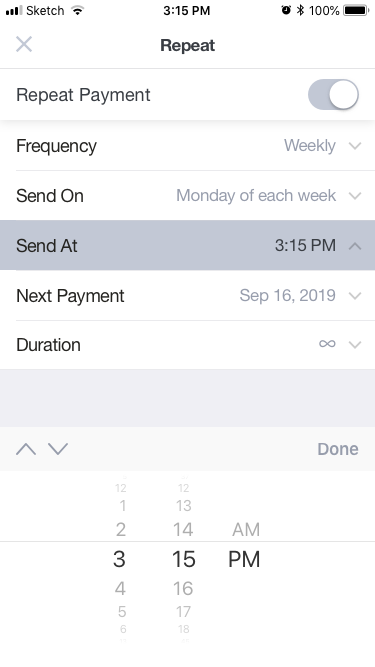 Sketch 3:15 PM 100%
Repeat
Repeat Payment
Frequency Weekly
Send On Monday of each week
Send At 3:15 PM
Next Payment Sep 16, 2019
Duration ∞
Done
12 12
1 13
2 14 AM
3 15 PM
4 16
5 17
6 18